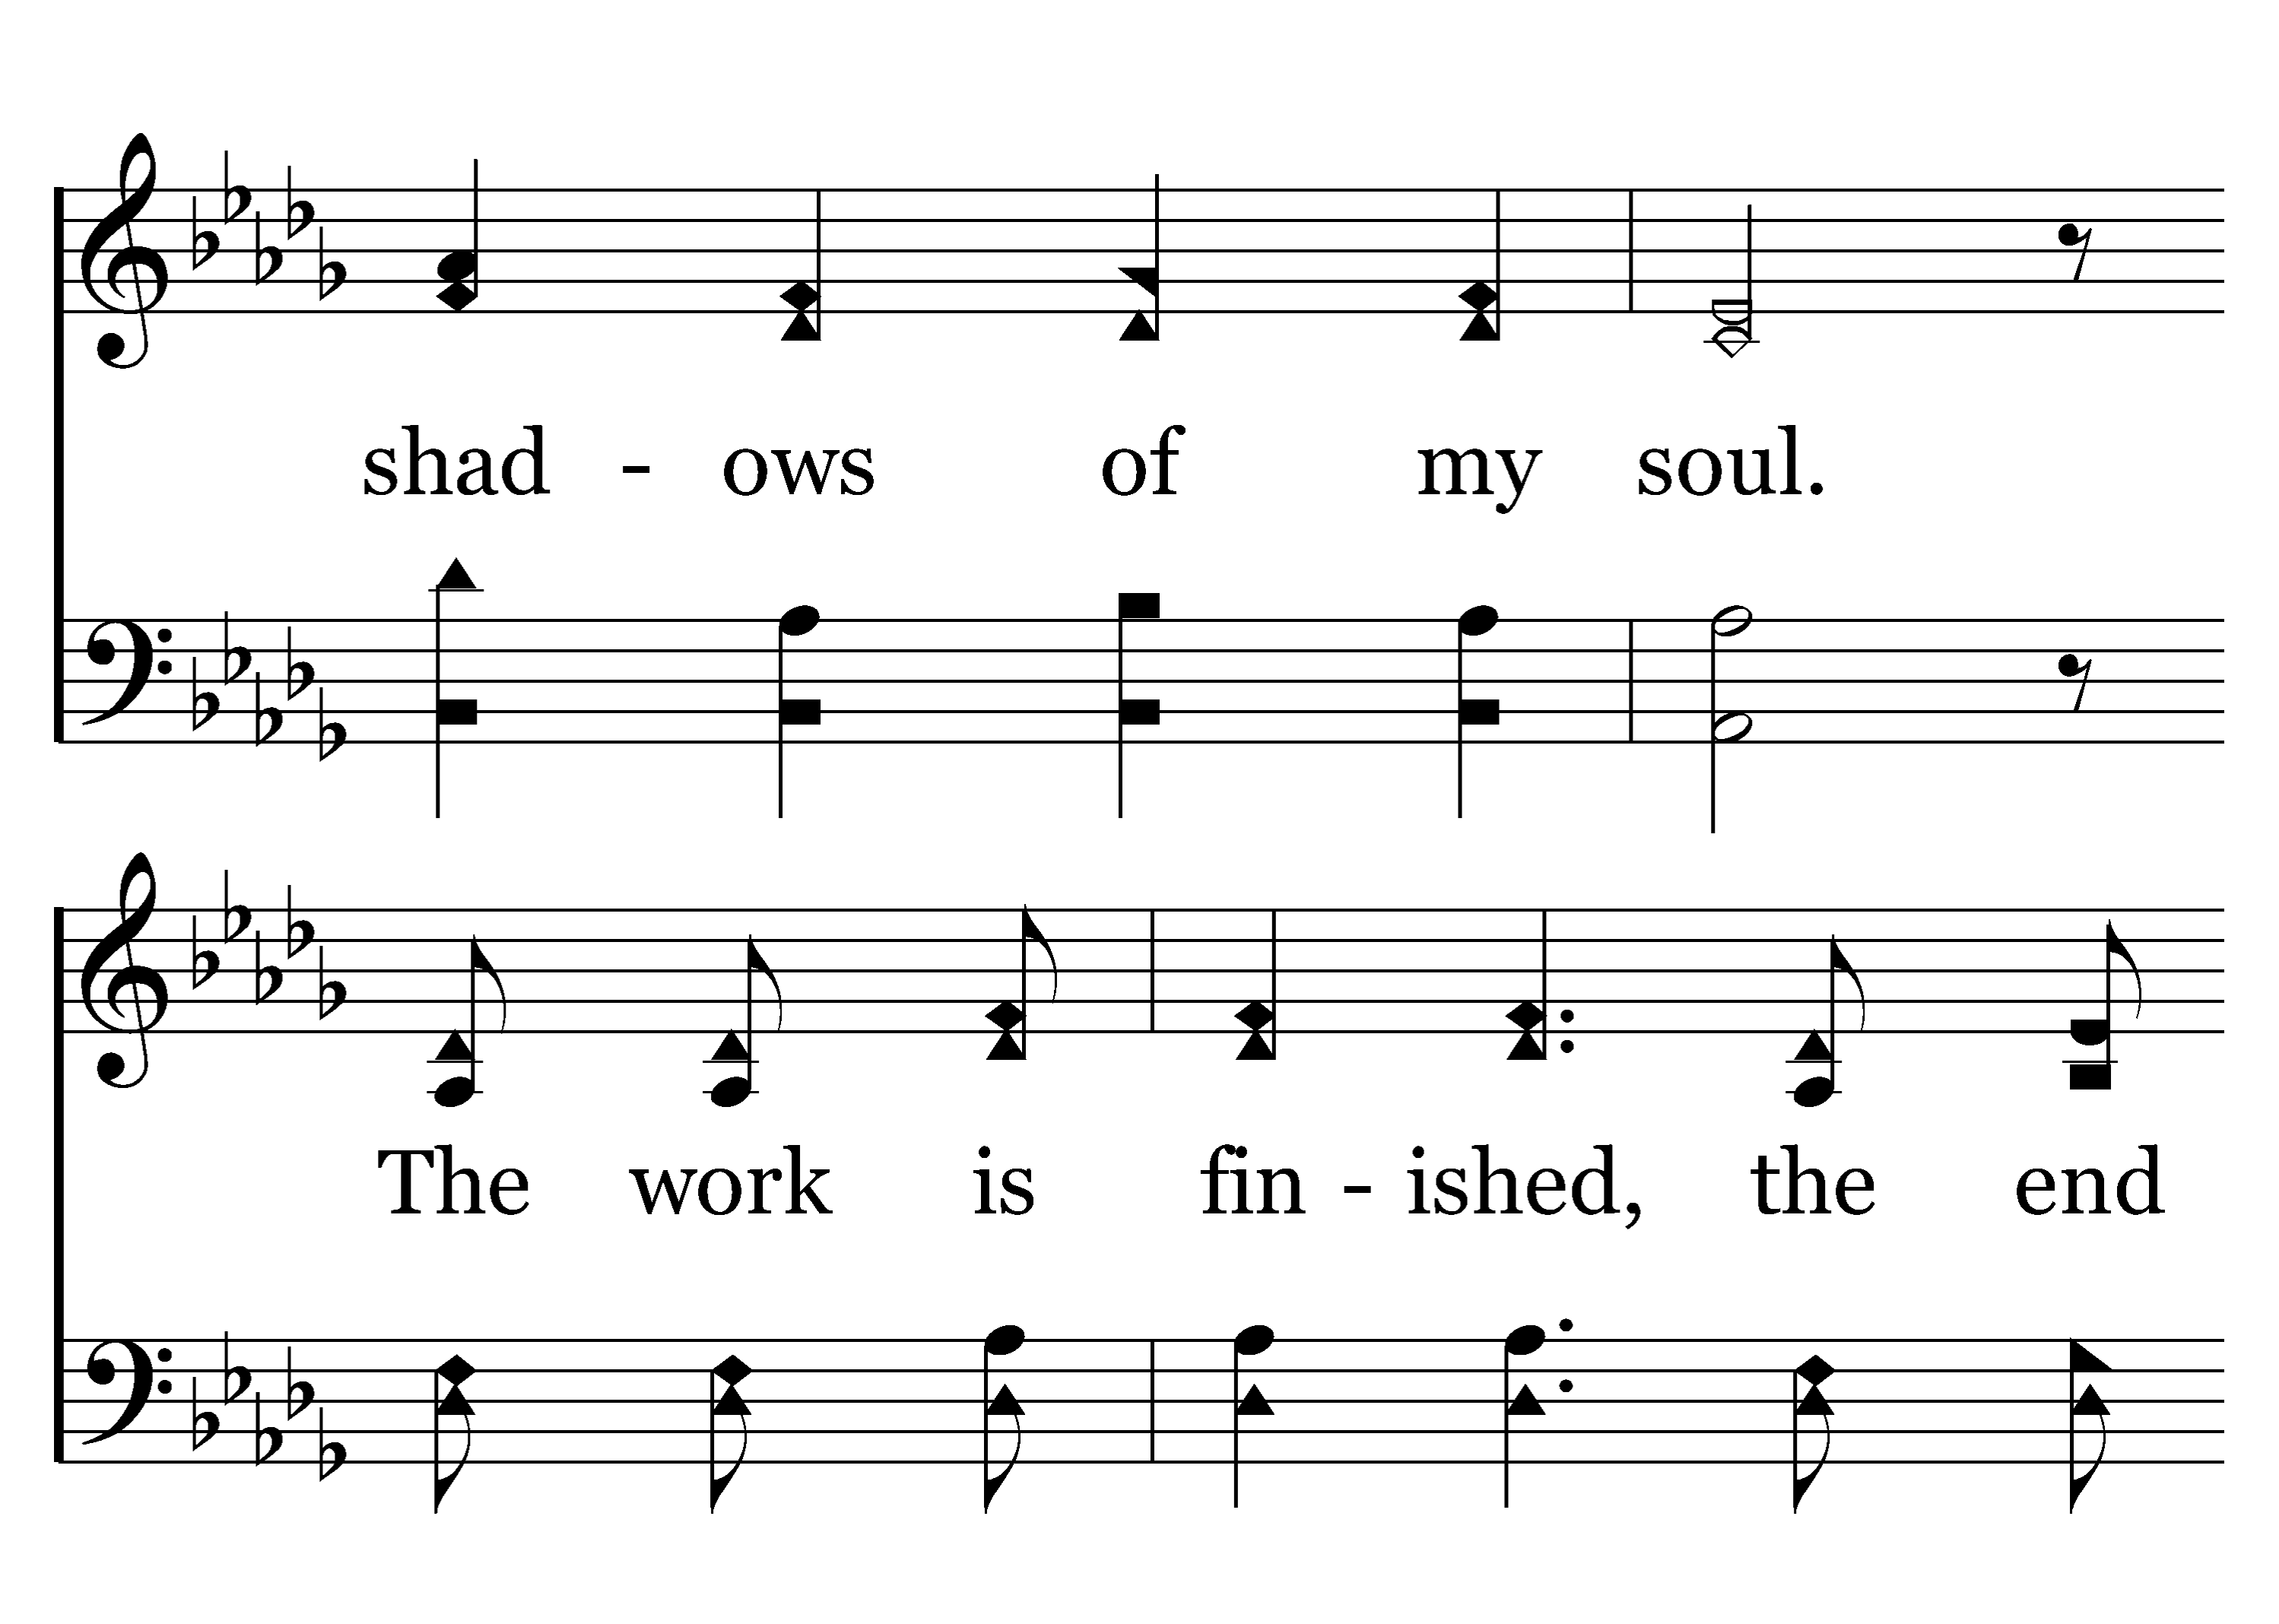 shad - ows of my soul.
The work is fin - ished, the end